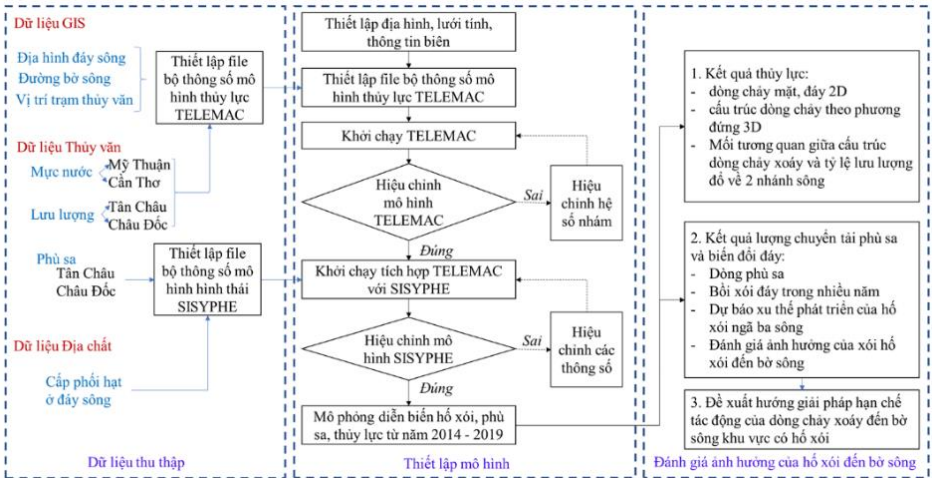 Dữ liệu GIS
Địa hình đáy sông
Đường bờ sông
Vị trí trạm thủy văn
Thiết lập file
bộ thông số mô
hình thủy lực
TELEMAC
Dữ liệu Thủy văn
Mực nước
Mỹ Thuận
Cần Thơ
Lưu lượng
Tân Châu
Châu Đốc
Phù sa
Tân Châu
Châu Đốc
Thiết lập file
bộ thông số mô
hình hình thái
SISYPHE
Dữ liệu Địa chất
Cấp phối hạt
ở đáy sông
Dữ liệu thu thập
Thiết lập địa hình, lưới tính,
thông tin biên
Thiết lập file bộ thông số mô
hình thủy lực TELEMAC
Khởi chạy TELEMAC
Hiệu chỉnh
mô hình
TELEMAC
Sai
Hiệu
chỉnh hệ
số nhám
Đúng
Khởi chạy tích hợp TELEMAC
với SISYPHE
Hiệu chỉnh mô
hình SISYPHE
Sai
Hiệu
chỉnh các
thông số
Đúng
Mô phỏng diễn biến hố xói, phù
sa, thủy lực từ năm 2014 - 2019
Thiết lập mô hình
1. Kết quả thủy lực:
- dòng chảy mặt, đáy 2D
- cấu trúc dòng chảy theo phương
đứng 3D
- Mối tương quan giữa cấu trúc
dòng chảy xoáy và tỷ lệ lưu lượng
đổ về 2 nhánh sông
2. Kết quả lượng chuyển tải phù sa
và biến đổi đáy:
- Dòng phù sa
- Bồi xói đáy trong nhiều năm
- Dự báo xu thế phát triển của hố
xói ngã ba sông
- Đánh giá ảnh hưởng của xói hố
xói đến bờ sông
3. Đề xuất hướng giải pháp hạn chế
tác động của dòng chảy xoáy đến bờ
sông khu vực có hố xói
Đánh giá ảnh hưởng của hố xói đến bờ sông